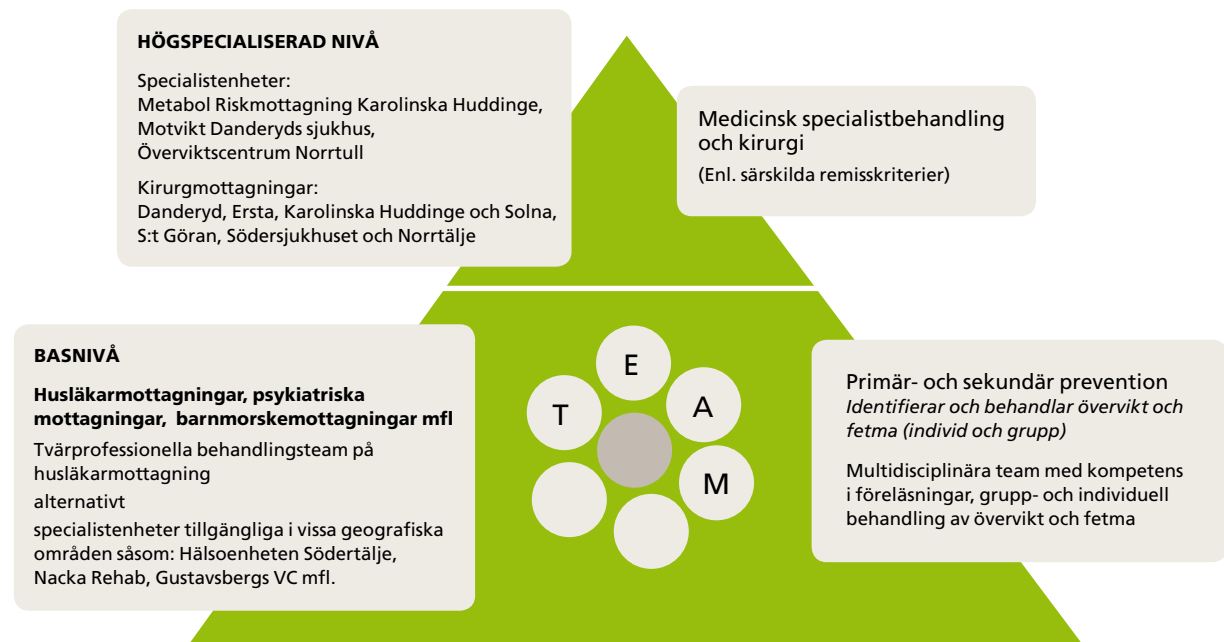 HÖGSPECIALISERAD NIVÅ
Specialistenheter:
Metabol Riskmottagning Karolinska Huddinge,
Motvikt Danderyds sjukhus,
Överviktscentrum Norrtull
Kirurgmottagningar:
Danderyd, Ersta, Karolinska Huddinge och Solna,
S:t Göran, Södersjukhuset och Norrtälje
Medicinsk specialistbehandling
och kirurgi
(Enl. särskilda remisskriterier)
BASNIVÅ
Husläkarmottagningar, psykiatriska
mottagningar, barnmorskemottagningar mfl
Tvärprofessionella behandlingsteam på
husläkarmottagning
alternativt
specialistenheter tillgängliga i vissa geografiska
områden såsom: Hälsoenheten Södertälje,
Nacka Rehab, Gustavsbergs VC mfl.
T
E
A
M
Primär- och sekundär prevention
Identifierar och behandlar övervikt och
fetma (individ och grupp)
Multidisciplinära team med kompetens
i föreläsningar, grupp- och individuell
behandling av övervikt och fetma